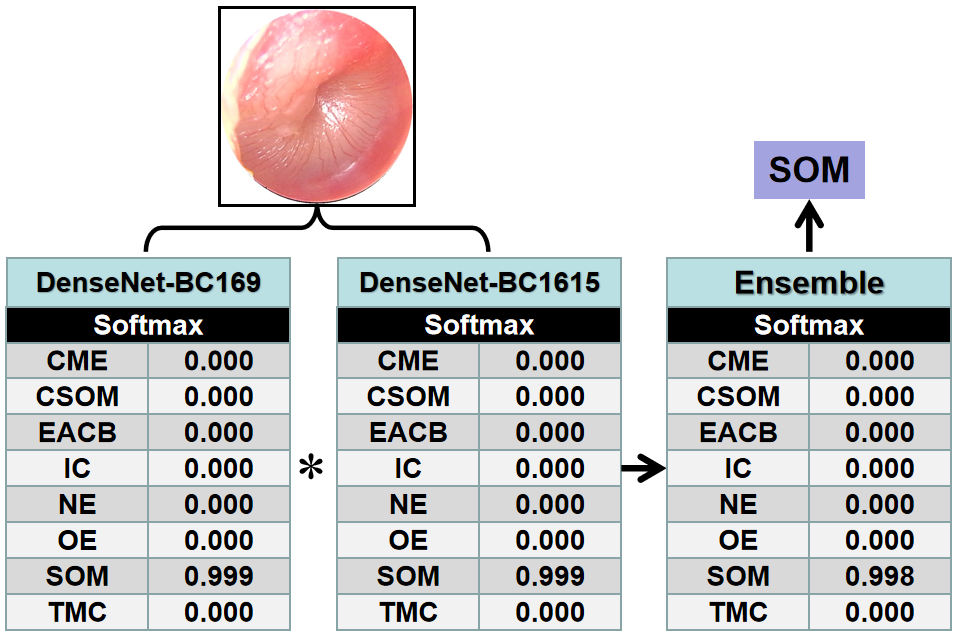 SOM
DenseNet-BC169
Softmax
CME 0.000
CSOM 0.000
EACB 0.000
IC 0.000
NE 0.000
OE 0.000
SOM 0.999
TMC 0.000
*
DenseNet-BC1615
Softmax
CME 0.000
CSOM 0.000
EACB 0.000
IC 0.000
NE 0.000
OE 0.000
SOM 0.999
TMC 0.000
Ensemble
Softmax
CME 0.000
CSOM 0.000
EACB 0.000
IC 0.000
NE 0.000
OE 0.000
SOM 0.998
TMC 0.000